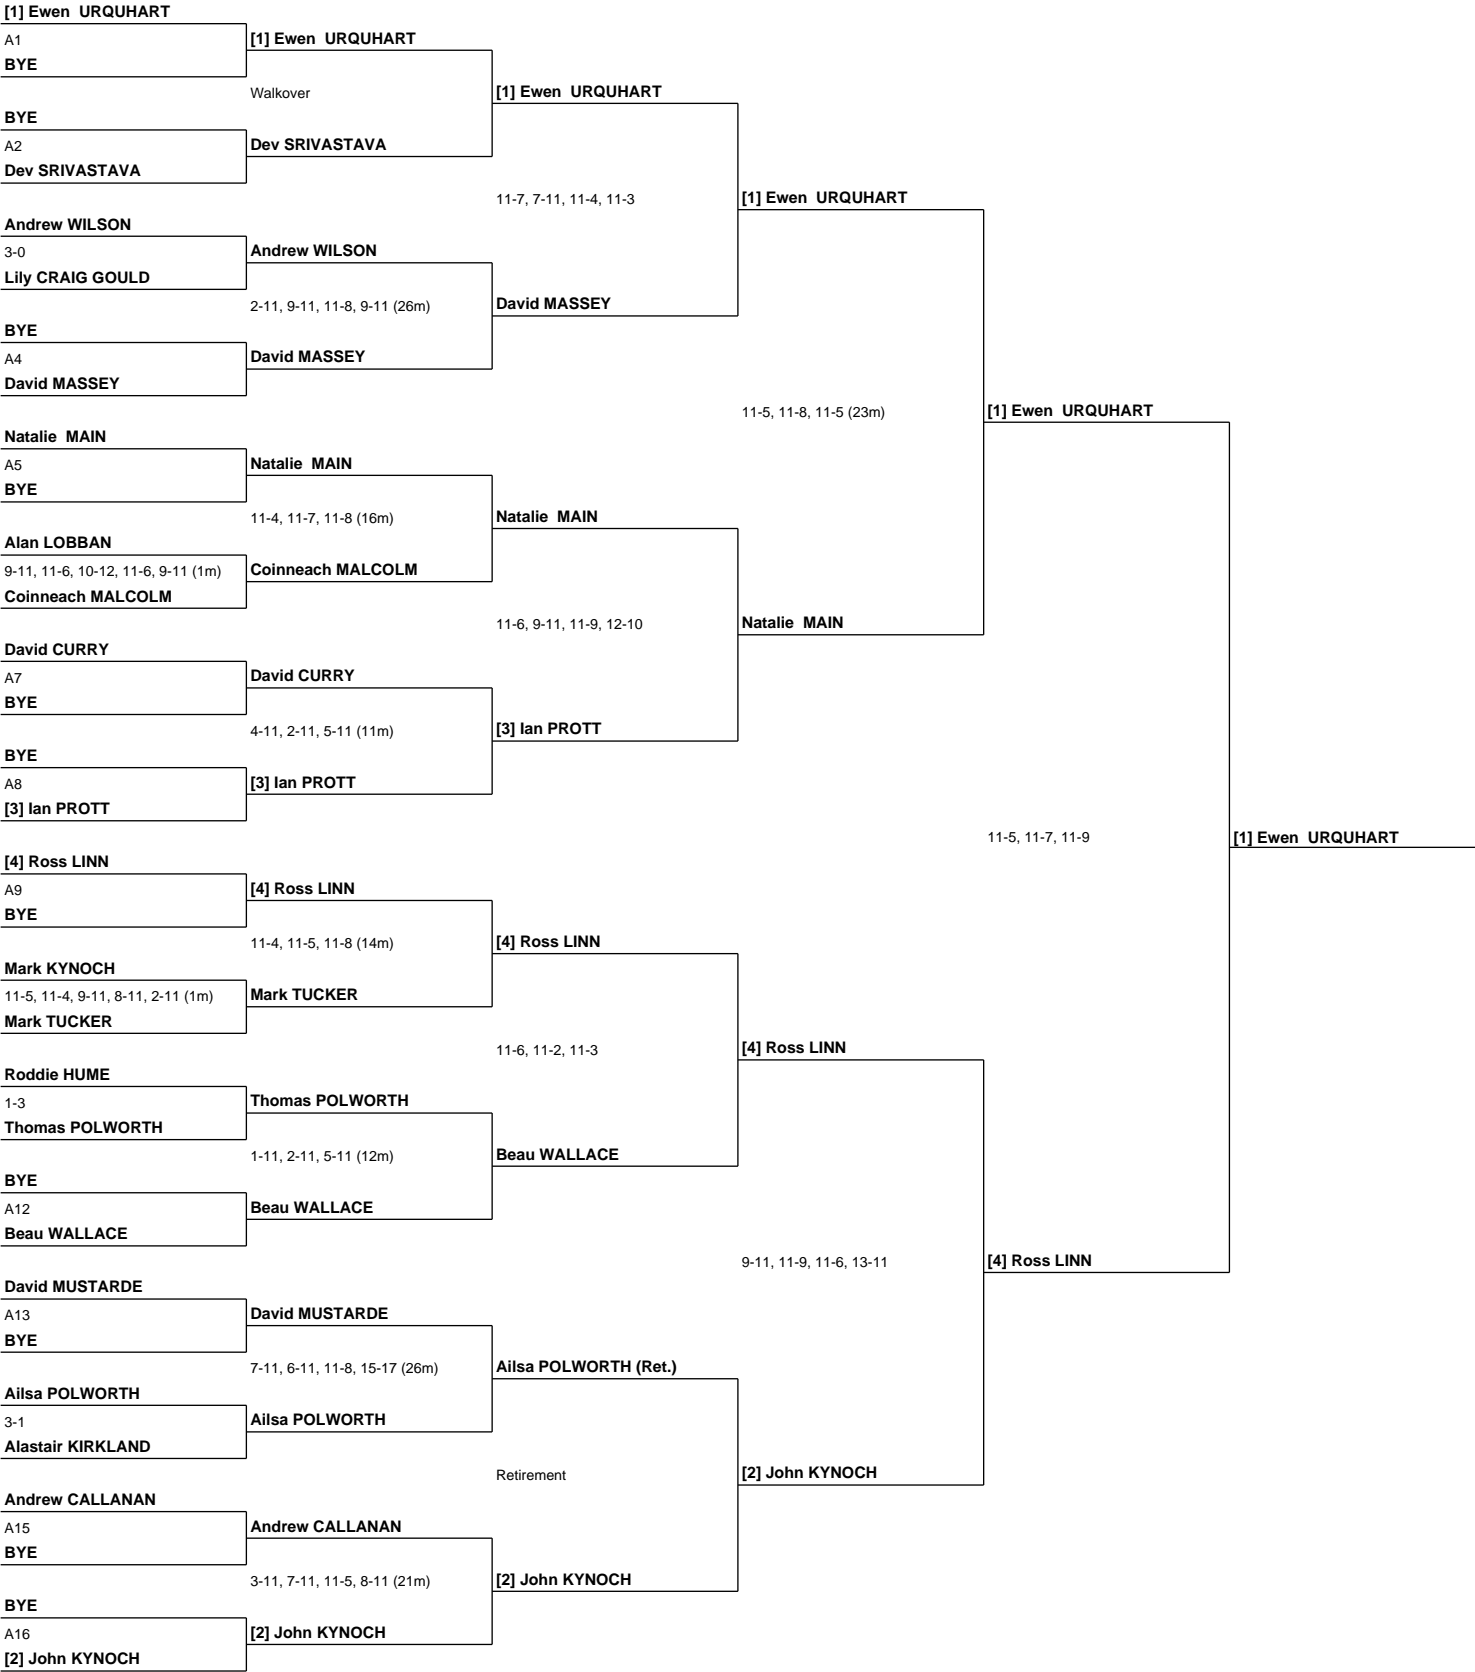 [1] Ewen  URQUHART
A1
BYE
BYE
A2
Dev SRIVASTAVA
Andrew WILSON
3-0
Lily CRAIG GOULD
BYE
A4
David MASSEY
Natalie  MAIN
A5
BYE
Alan LOBBAN
9-11, 11-6, 10-12, 11-6, 9-11 (1m)
Coinneach MALCOLM
David CURRY
A7
BYE
BYE
A8
[3] Ian PROTT
[4] Ross LINN
A9
BYE
Mark KYNOCH
11-5, 11-4, 9-11, 8-11, 2-11 (1m)
Mark TUCKER
Roddie HUME
1-3
Thomas POLWORTH
BYE
A12
Beau WALLACE
David MUSTARDE
A13
BYE
Ailsa POLWORTH
3-1
Alastair KIRKLAND
Andrew CALLANAN
A15
BYE
BYE
A16
[2] John KYNOCH
[1] Ewen  URQUHART
Walkover
Dev SRIVASTAVA
Andrew WILSON
2-11, 9-11, 11-8, 9-11 (26m)
David MASSEY
Natalie  MAIN
11-4, 11-7, 11-8 (16m)
Coinneach MALCOLM
David CURRY
4-11, 2-11, 5-11 (11m)
[3] Ian PROTT
[4] Ross LINN
11-4, 11-5, 11-8 (14m)
Mark TUCKER
Thomas POLWORTH
1-11, 2-11, 5-11 (12m)
Beau WALLACE
David MUSTARDE
7-11, 6-11, 11-8, 15-17 (26m)
Ailsa POLWORTH
Andrew CALLANAN
3-11, 7-11, 11-5, 8-11 (21m)
[2] John KYNOCH
[1] Ewen  URQUHART
11-7, 7-11, 11-4, 11-3
David MASSEY
Natalie  MAIN
11-6, 9-11, 11-9, 12-10
[3] Ian PROTT
[4] Ross LINN
11-6, 11-2, 11-3
Beau WALLACE
Ailsa POLWORTH (Ret.)
Retirement
[2] John KYNOCH
[1] Ewen  URQUHART
11-5, 11-8, 11-5 (23m)
Natalie  MAIN
[4] Ross LINN
9-11, 11-9, 11-6, 13-11
[2] John KYNOCH
[1] Ewen  URQUHART
11-5, 11-7, 11-9
[4] Ross LINN
[1] Ewen  URQUHART